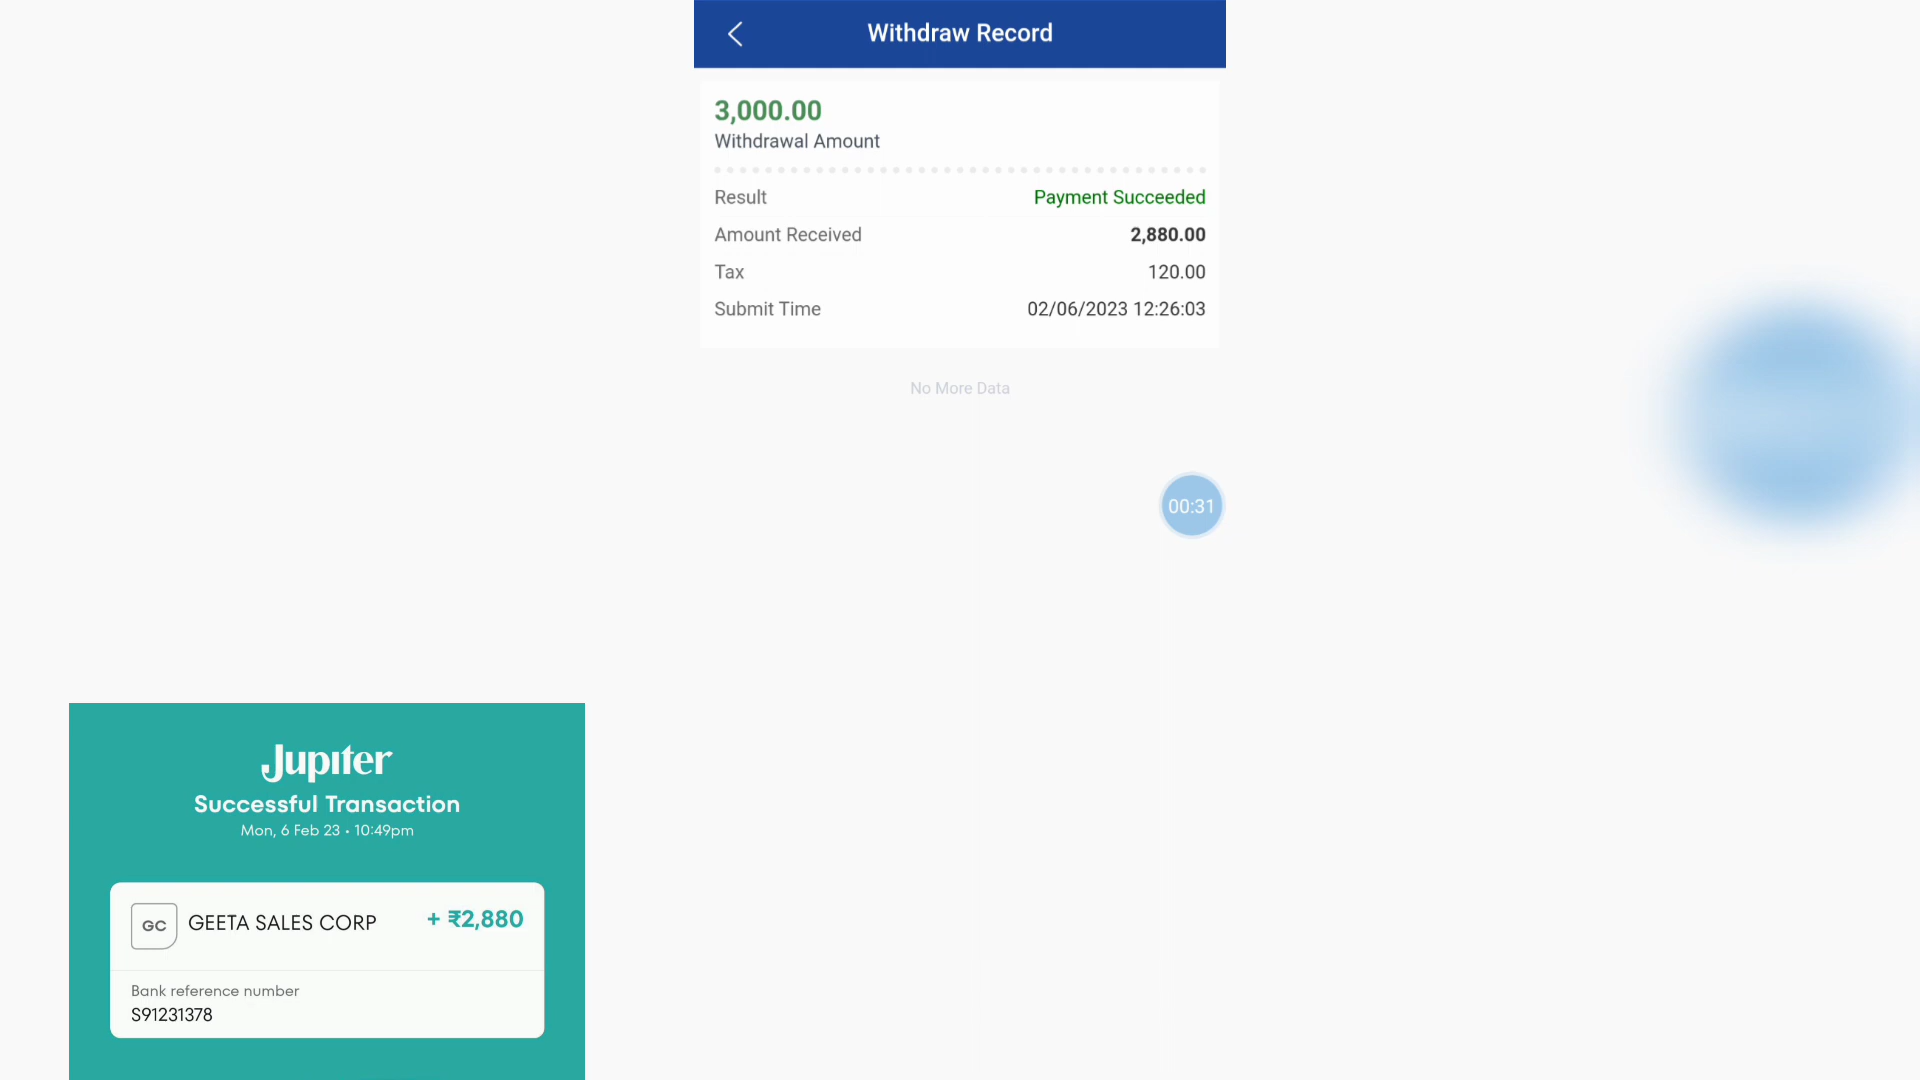 Withdraw Record
3,000.00
Withdrawal Amount
Result Payment Succeeded
Amount Received 2,880.00
Tax 120.00
Submit Time 02/06/2023 12:26:03
No More Data
00:31
Jupiter
Successful Transaction
Mon, 6 Feb 23 • 10:49pm
GC GEETA SALES CORP + ₹2,880
Bank reference number
S91231378